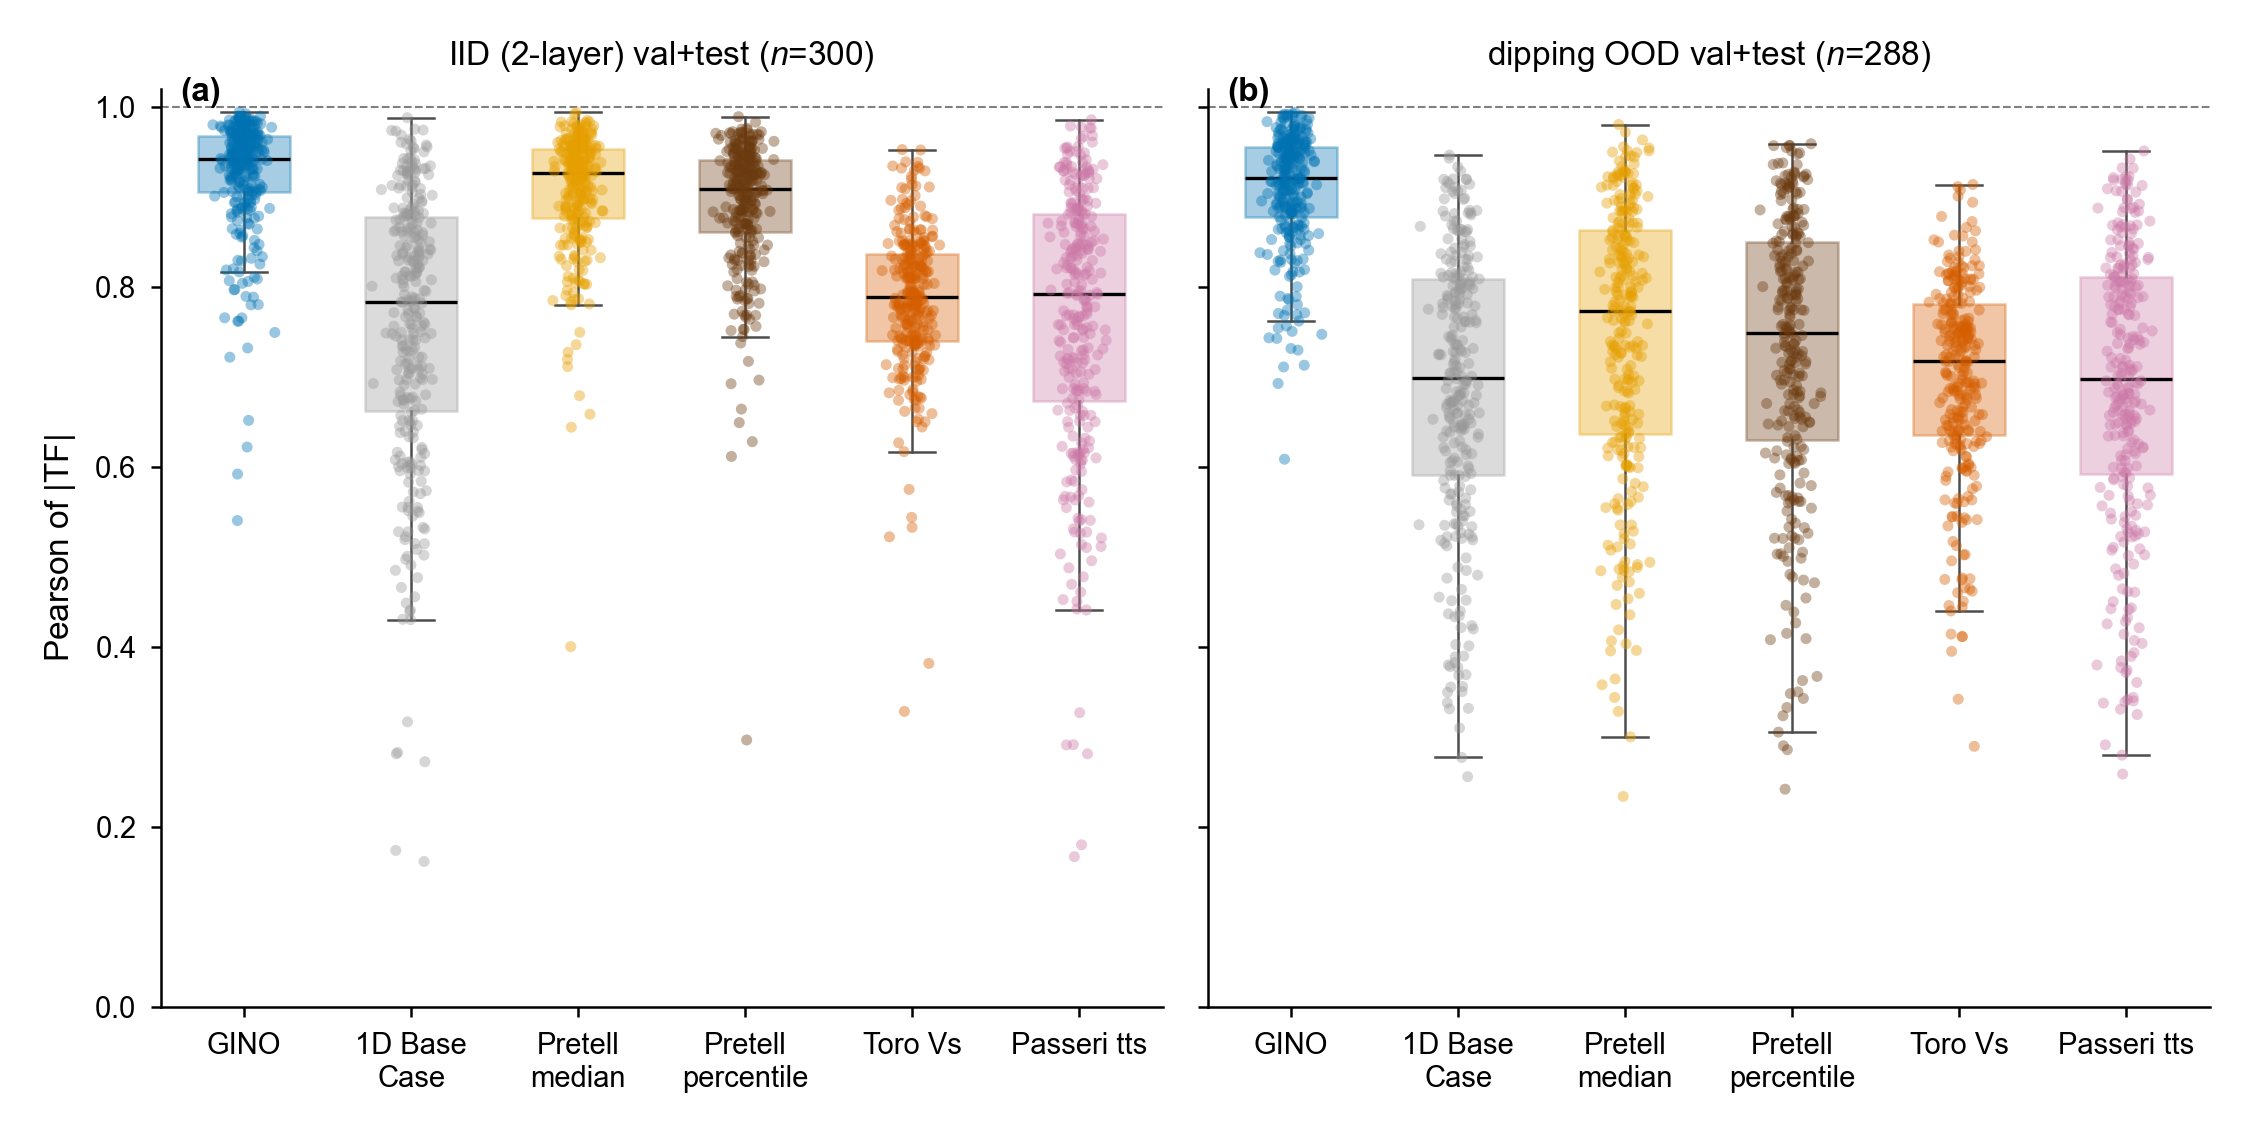 IID (2-layer) val+test (n=300)
(a)
Pearson of |TF|
1.0
0.8
0.6
0.4
0.2
0.0
GINO
1D Base
Case
Pretell
median
Pretell
percentile
Toro Vs
Passeri tts
dipping OOD val+test (n=288)
(b)
GINO
1D Base
Case
Pretell
median
Pretell
percentile
Toro Vs
Passeri tts